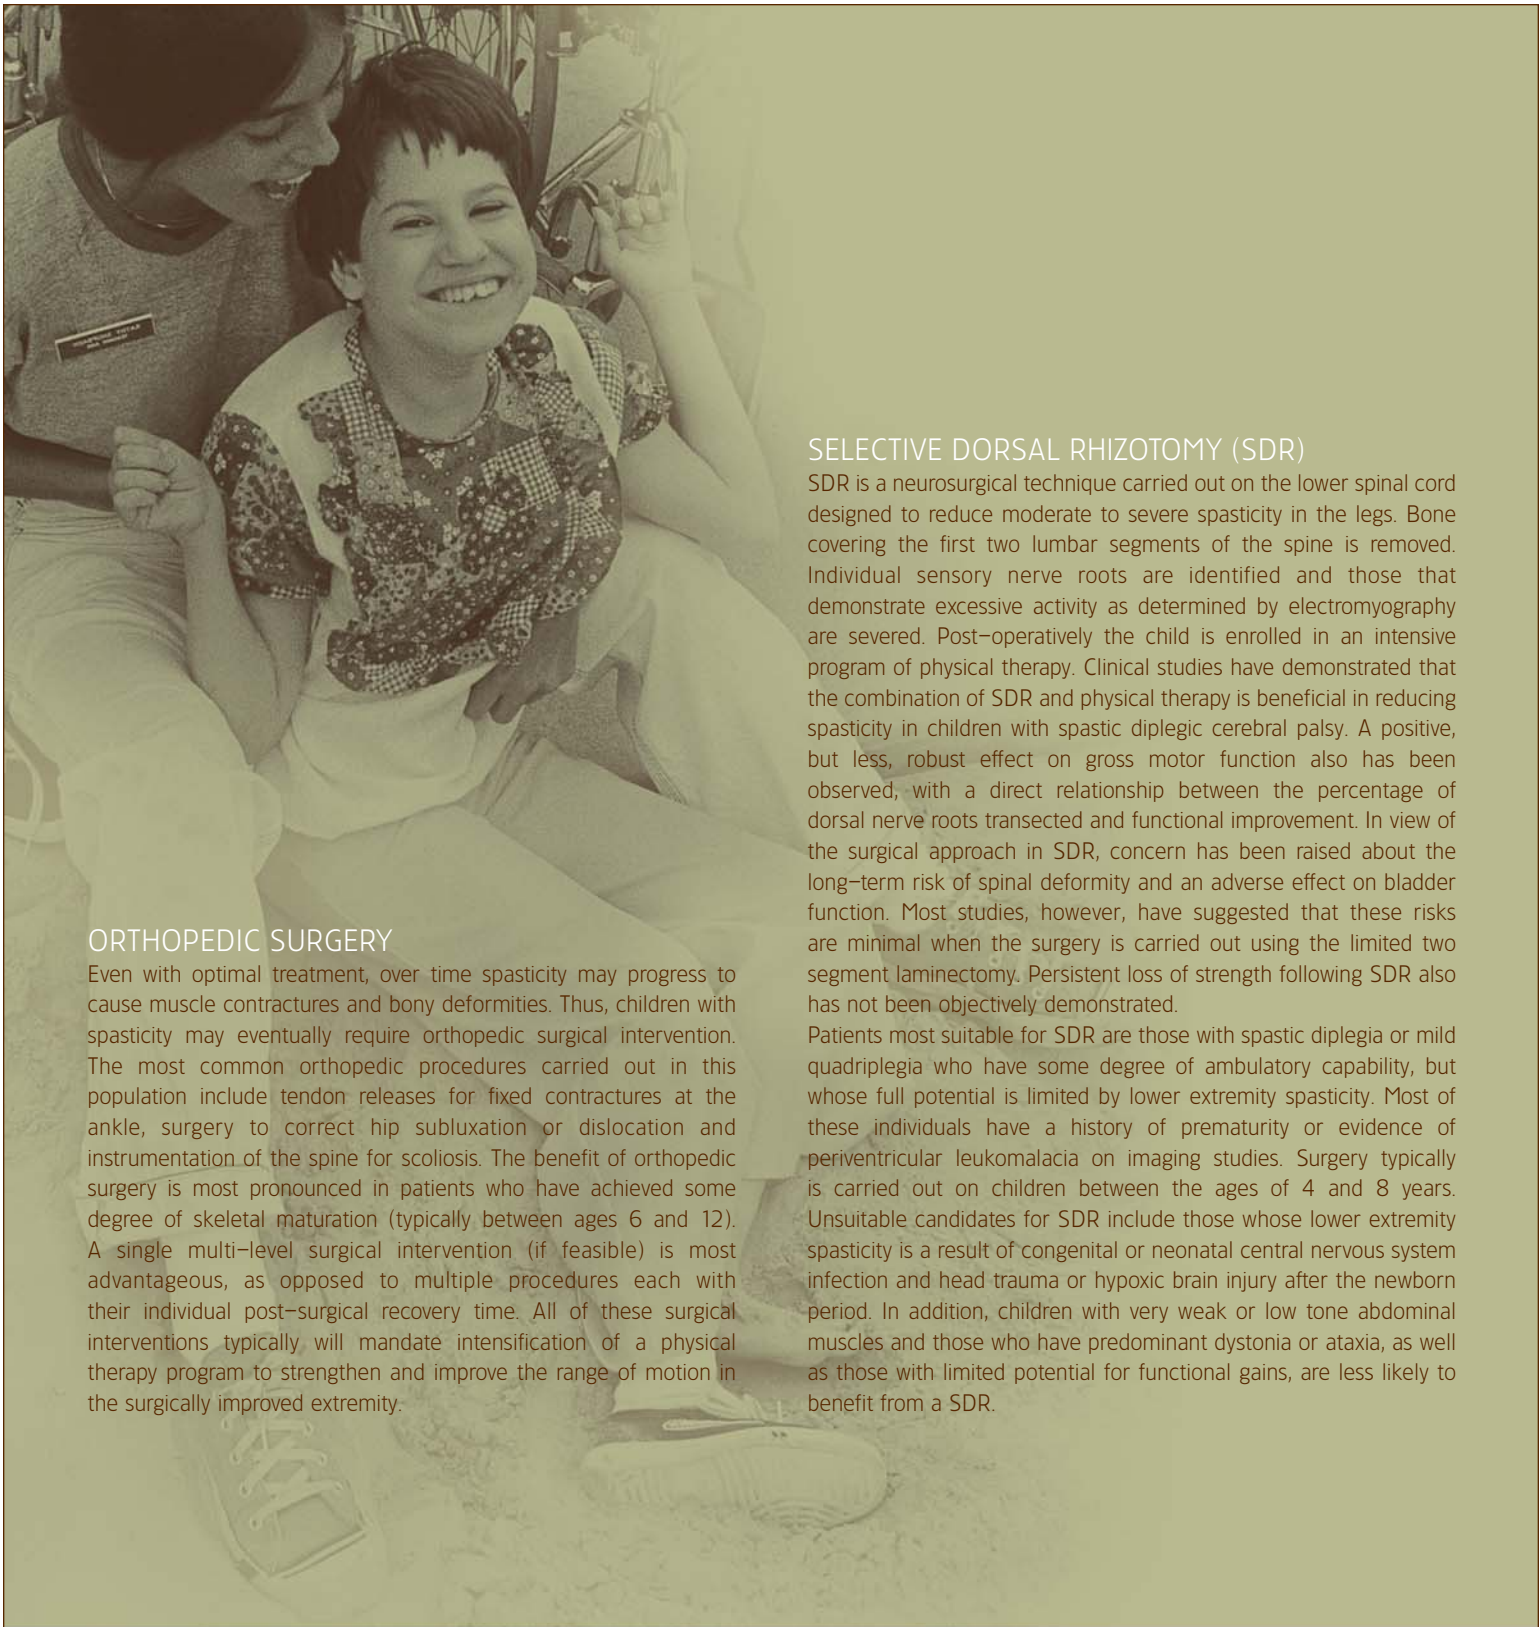 ORTHOPEDIC SURGERY
Even with optimal treatment, over time spasticity may progress to
cause muscle contractures and bony deformities. Thus, children with
spasticity may eventually require orthopedic surgical intervention.
The most common orthopedic procedures carried out in this
population include tendon releases for fixed contractures at the
ankle, surgery to correct hip subluxation or dislocation and
instrumentation of the spine for scoliosis. The benefit of orthopedic
surgery is most pronounced in patients who have achieved some
degree of skeletal maturation (typically between ages 6 and 12).
A single multi–level surgical intervention (if feasible) is most
advantageous, as opposed to multiple procedures each with
their individual post–surgical recovery time. All of these surgical
interventions typically will mandate intensification of a physical
therapy program to strengthen and improve the range of motion in
the surgically improved extremity.
SELECTIVE DORSAL RHIZOTOMY (SDR)
SDR is a neurosurgical technique carried out on the lower spinal cord
designed to reduce moderate to severe spasticity in the legs. Bone
covering the first two lumbar segments of the spine is removed.
Individual sensory nerve roots are identified and those that
demonstrate excessive activity as determined by electromyography
are severed. Post–operatively the child is enrolled in an intensive
program of physical therapy. Clinical studies have demonstrated that
the combination of SDR and physical therapy is beneficial in reducing
spasticity in children with spastic diplegic cerebral palsy. A positive,
but less, robust effect on gross motor function also has been
observed, with a direct relationship between the percentage of
dorsal nerve roots transected and functional improvement. In view of
the surgical approach in SDR, concern has been raised about the
long–term risk of spinal deformity and an adverse effect on bladder
function. Most studies, however, have suggested that these risks
are minimal when the surgery is carried out using the limited two
segment laminectomy. Persistent loss of strength following SDR also
has not been objectively demonstrated.
Patients most suitable for SDR are those with spastic diplegia or mild
quadriplegia who have some degree of ambulatory capability, but
whose full potential is limited by lower extremity spasticity. Most of
these individuals have a history of prematurity or evidence of
periventricular leukomalacia on imaging studies. Surgery typically
is carried out on children between the ages of 4 and 8 years.
Unsuitable candidates for SDR include those whose lower extremity
spasticity is a result of congenital or neonatal central nervous system
infection and head trauma or hypoxic brain injury after the newborn
period. In addition, children with very weak or low tone abdominal
muscles and those who have predominant dystonia or ataxia, as well
as those with limited potential for functional gains, are less likely to
benefit from a SDR.